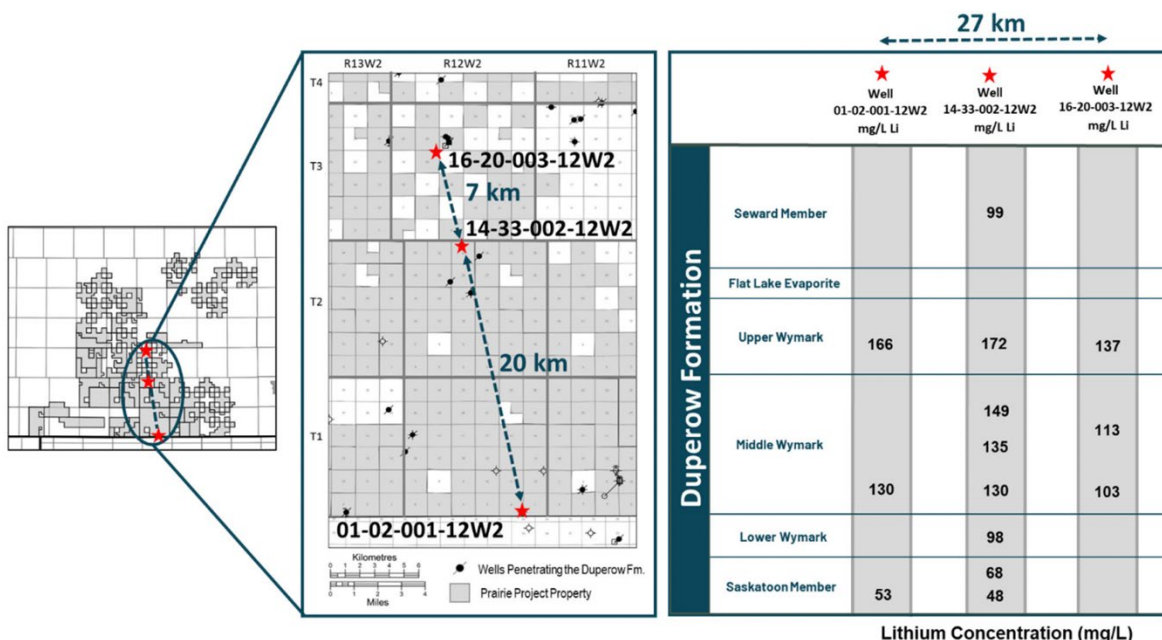 27 km
R13W2 R12W2 R11W2
T4
T3
T2
T1
16-20-003-12W2
7 km
14-33-002-12W2
20 km
01-02-001-12W2
Kilometres
Miles
Wells Penetrating the Duperow Fm.
Prairie Project Property
Well
01-02-001-12W2
mg/L Li
Well
14-33-002-12W2
mg/L Li
Well
16-20-003-12W2
mg/L Li
Duperow Formation
Seward Member 99
Flat Lake Evaporite
Upper Wymark 166 172 137
Middle Wymark
149
113
135
130 130 103
Lower Wymark 98
Saskatoon Member
68
53 48
Lithium Concentration (mg/L)